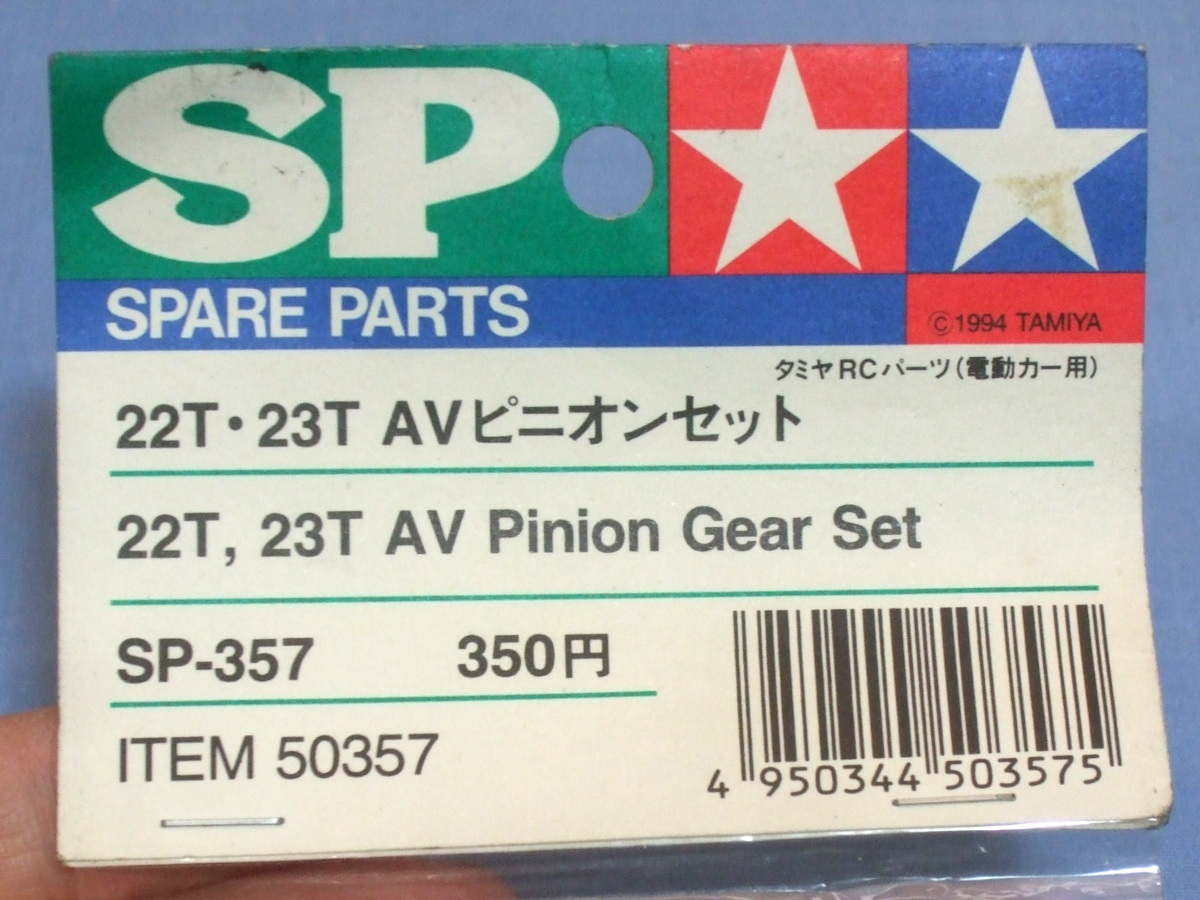 SP
SPARE PARTS
©1994 TAMIYA
タミヤRCパーツ(電動カー用)
22T・23T AVピニオンセット
22T, 23T AV Pinion Gear Set
SP-357 350円
ITEM 50357
4 950344 503575